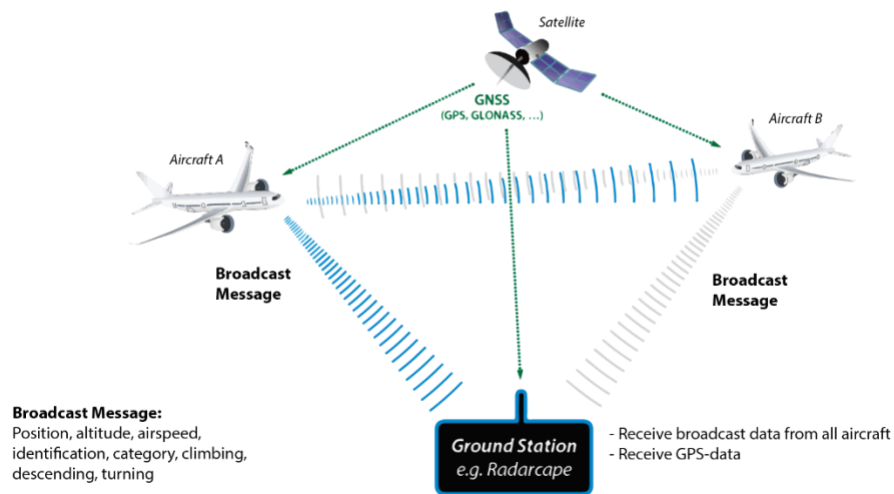 Satellite
GNSS
(GPS, GLONASS, ...)
Aircraft A
Aircraft B
Broadcast
Message
Broadcast
Message
Broadcast Message:
Position, altitude, airspeed,
identification, category, climbing,
descending, turning
Ground Station
e.g. Radarcape
- Receive broadcast data from all aircraft
- Receive GPS-data